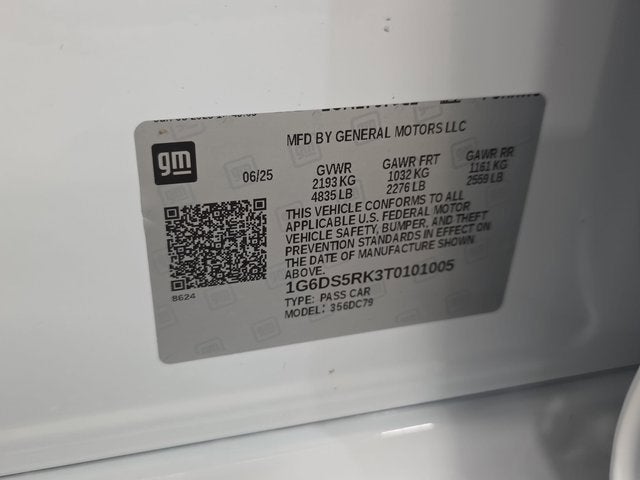 MFD BY GENERAL MOTORS LLC
gm
06/25
GVWR
2193 KG
4835 LB
GAWR FRT
1032 KG
2276 LB
GAWR RR
1161 KG
2559 LB
THIS VEHICLE CONFORMS TO ALL
APPLICABLE U.S. FEDERAL MOTOR
VEHICLE SAFETY, BUMPER, AND THEFT
PREVENTION STANDARDS IN EFFECT ON
THE DATE OF MANUFACTURE SHOWN
ABOVE.
1G6DS5RK3T0101005
TYPE: PASS CAR
MODEL: 356DC79
8624